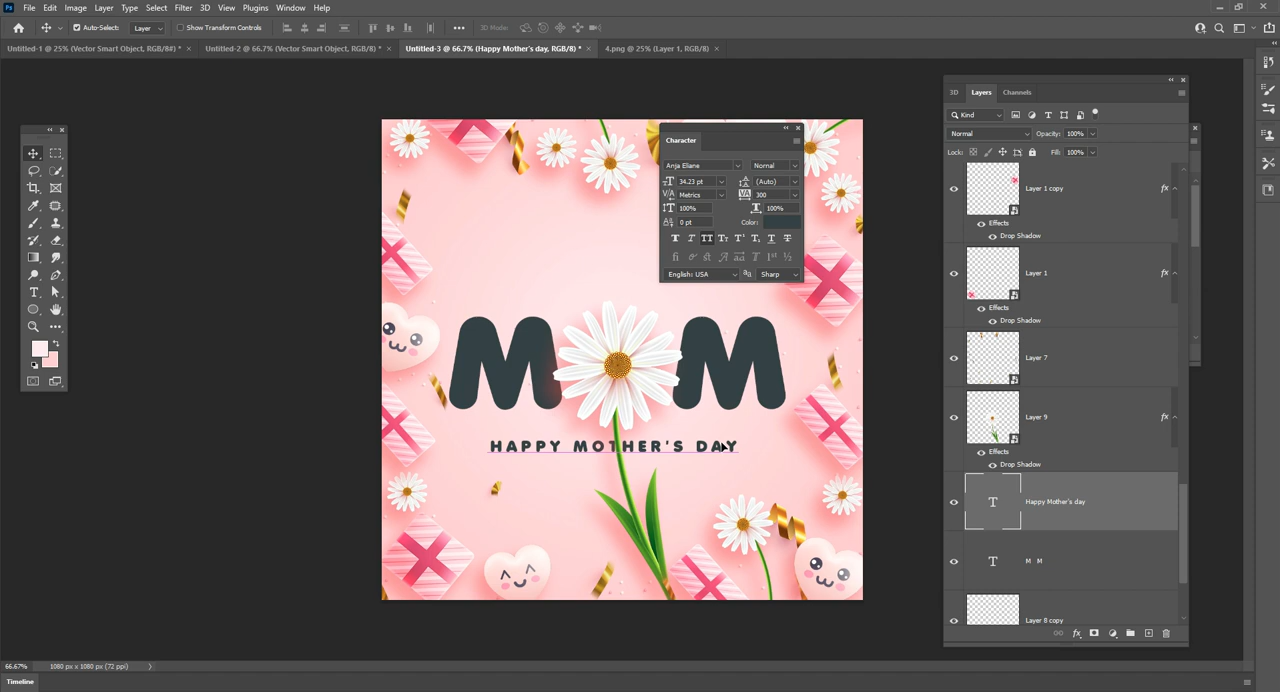 Ps File Edit Image Layer Type Select Filter 3D View Plugins Window Help
Auto-Select: Layer Show Transform Controls 3D Mode:
Untitled-1 @ 25% (Vector Smart Object, RGB/8#) * × Untitled-2 @ 66.7% (Vector Smart Object, RGB/8) * × Untitled-3 @ 66.7% (Happy Mother's day, RGB/8) * × 4.png @ 25% (Layer 1, RGB/8) ×
Character
Anja Eliane Normal
34.23 pt (Auto)
Metrics 300
100% 100%
0 pt Color:
English: USA Sharp
M M
HAPPY MOTHER'S DAY
3D Layers Channels
Kind
Normal Opacity: 100%
Lock: Fill: 100%
Layer 1 copy fx
Effects
Drop Shadow
Layer 1 fx
Effects
Drop Shadow
Layer 7
Layer 9 fx
Effects
Drop Shadow
T Happy Mother's day
T M M
Layer 8 copy
66.67% 1080 px x 1080 px (72 ppi)
Timeline